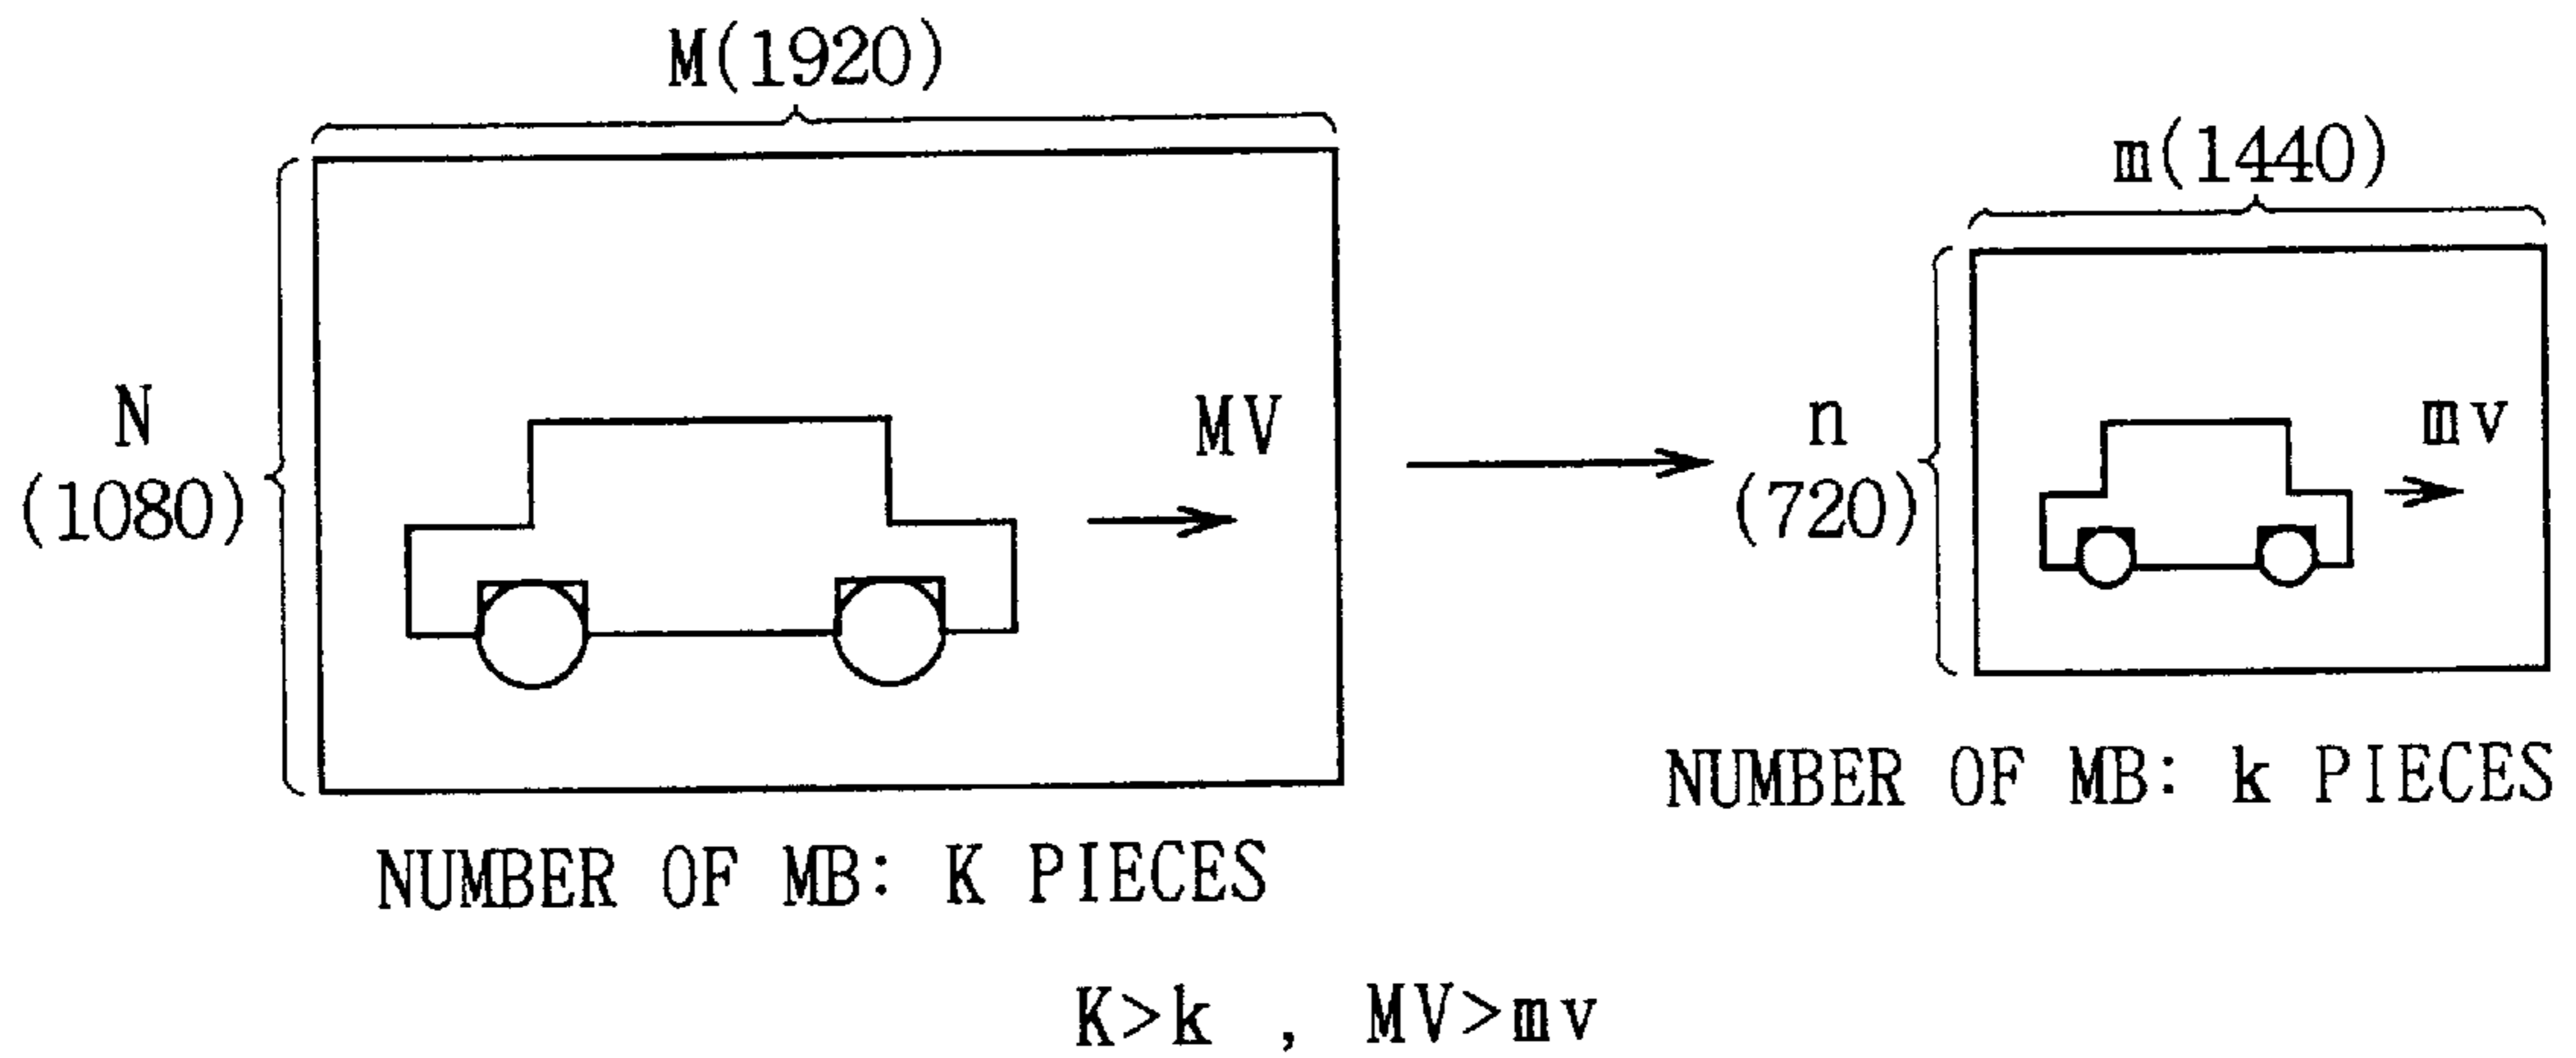 M(1920)
m(1440)
N
(1080)
MV
n
(720)
mv
NUMBER OF MB: K PIECES
NUMBER OF MB: k PIECES
K>k , MV>mv